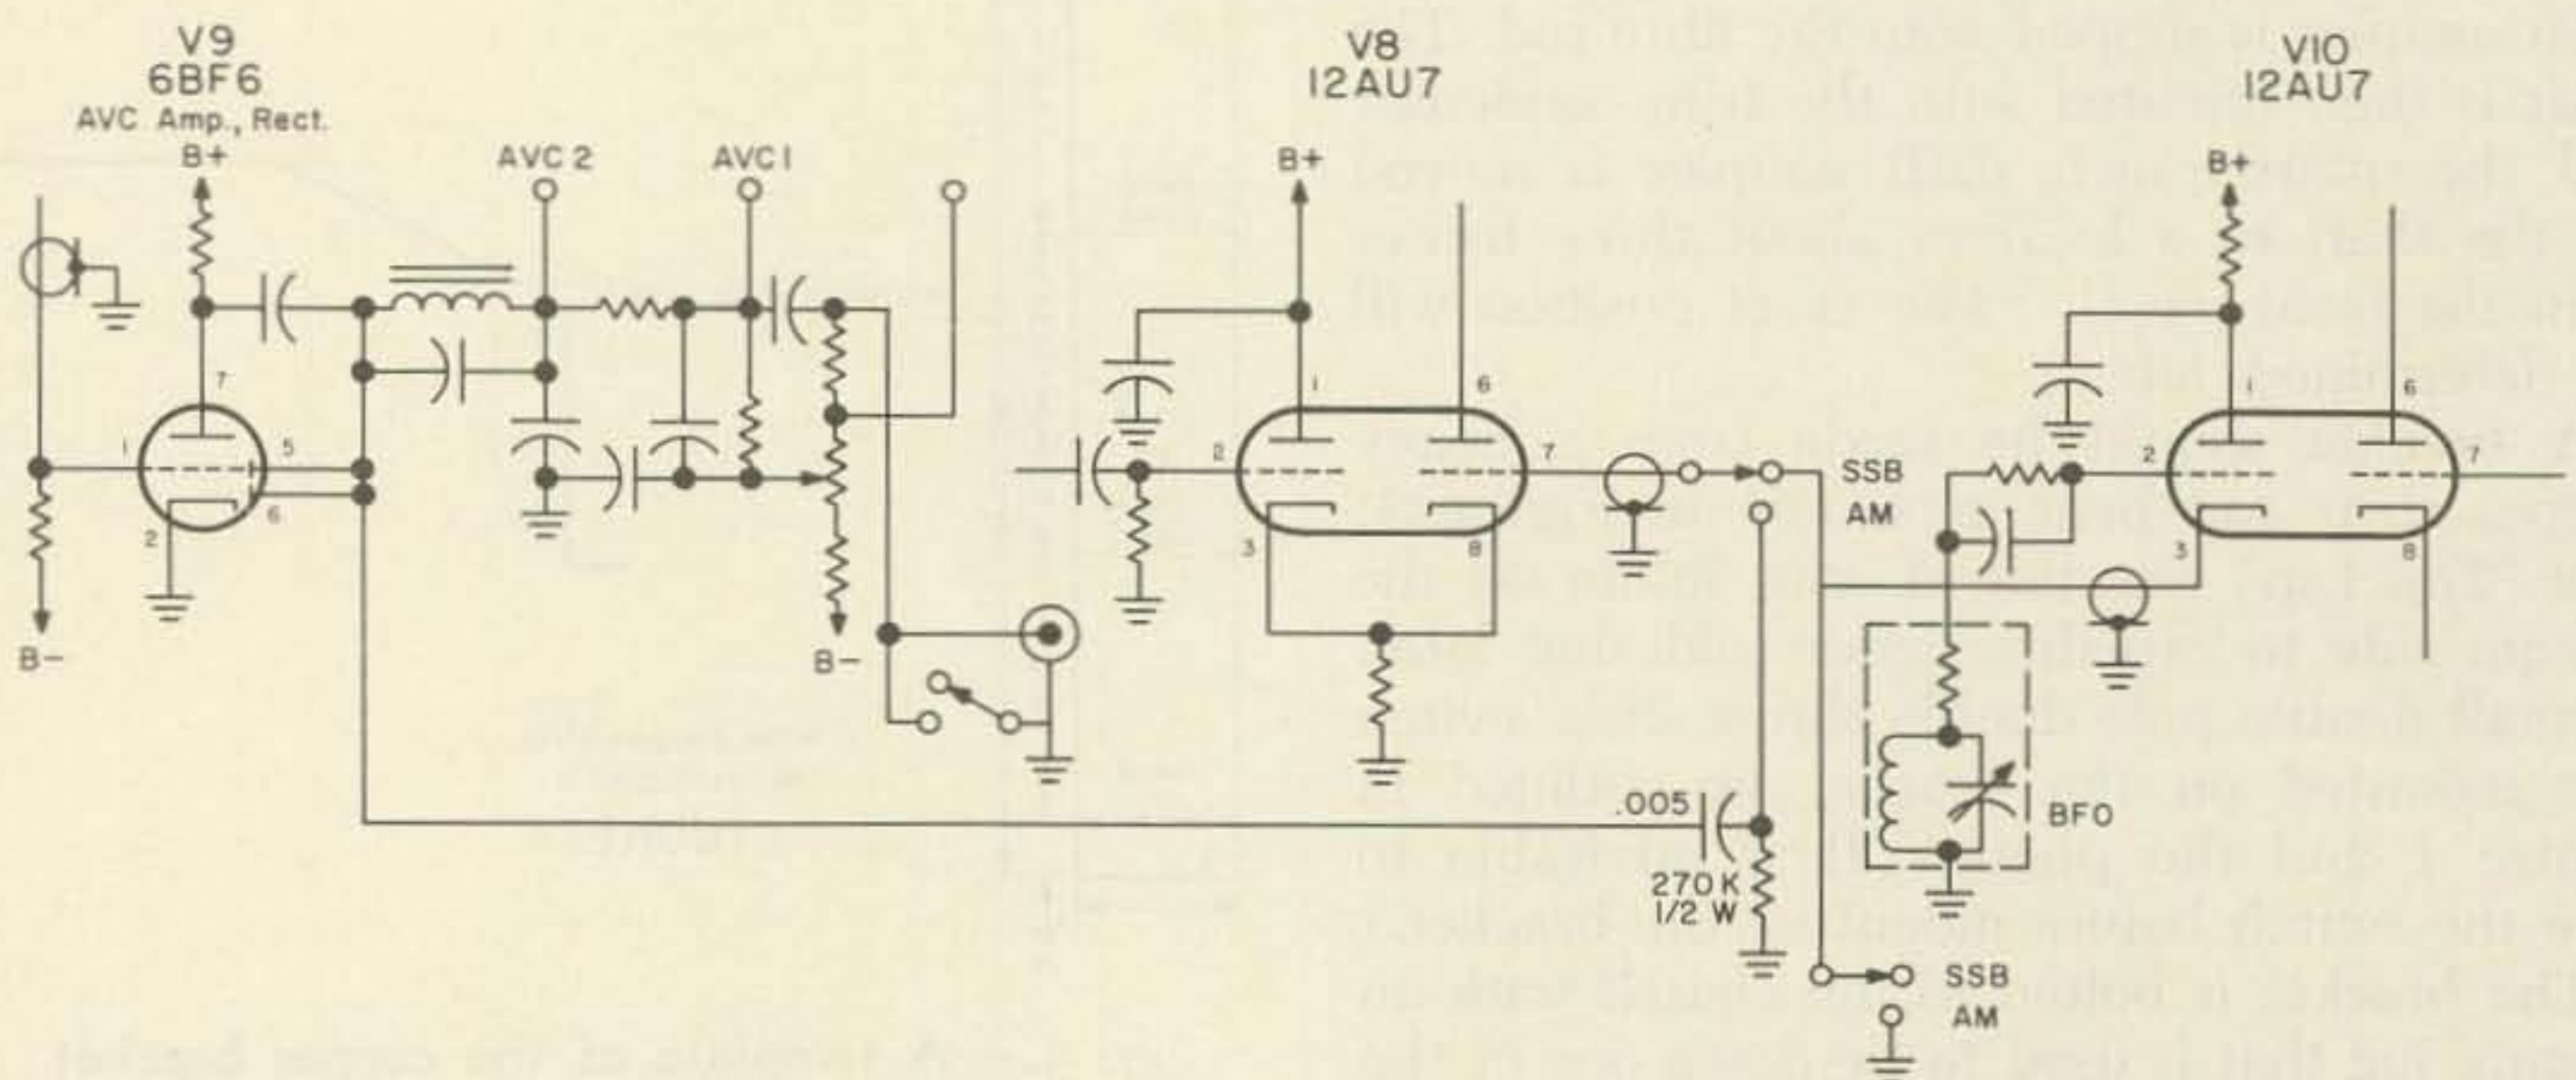 V9
6BF6
AVC Amp., Rect.
B+
AVC 2
AVC 1
7
1
5
6
2
B-
B-
V8
12AU7
B+
1
6
2
7
3
8
SSB
AM
.005
270 K
1/2 W
SSB
AM
V10
12AU7
B+
1
6
2
7
3
8
BFO